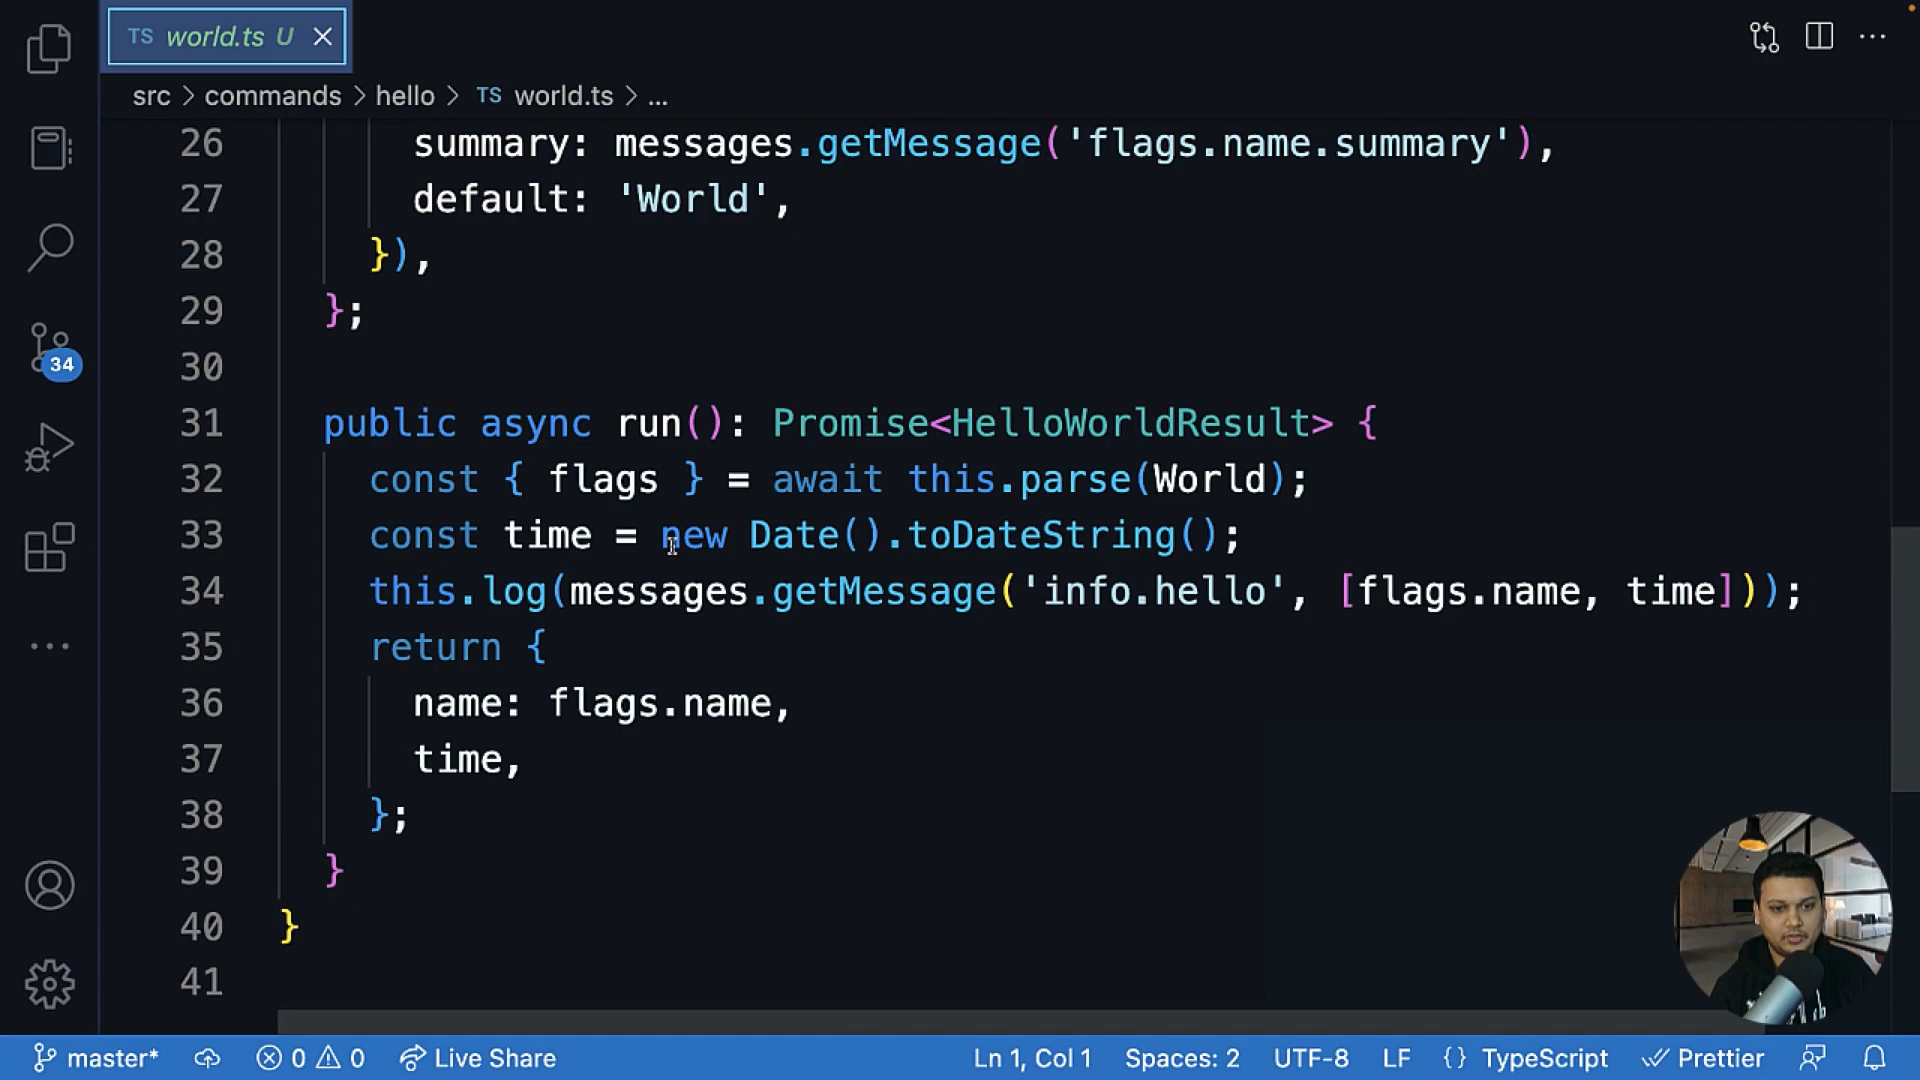 TS world.ts U
src > commands > hello > TS world.ts > ...
26 summary: messages.getMessage('flags.name.summary'),
27 default: 'World',
28 }),
29 };
30
31 public async run(): Promise<HelloWorldResult> {
32 const { flags } = await this.parse(World);
33 const time = new Date().toDateString();
34 this.log(messages.getMessage('info.hello', [flags.name, time]));
35 return {
36 name: flags.name,
37 time,
38 };
39 }
40 }
41
34
master* 0 0 Live Share Ln 1, Col 1 Spaces: 2 UTF-8 LF {} TypeScript Prettier